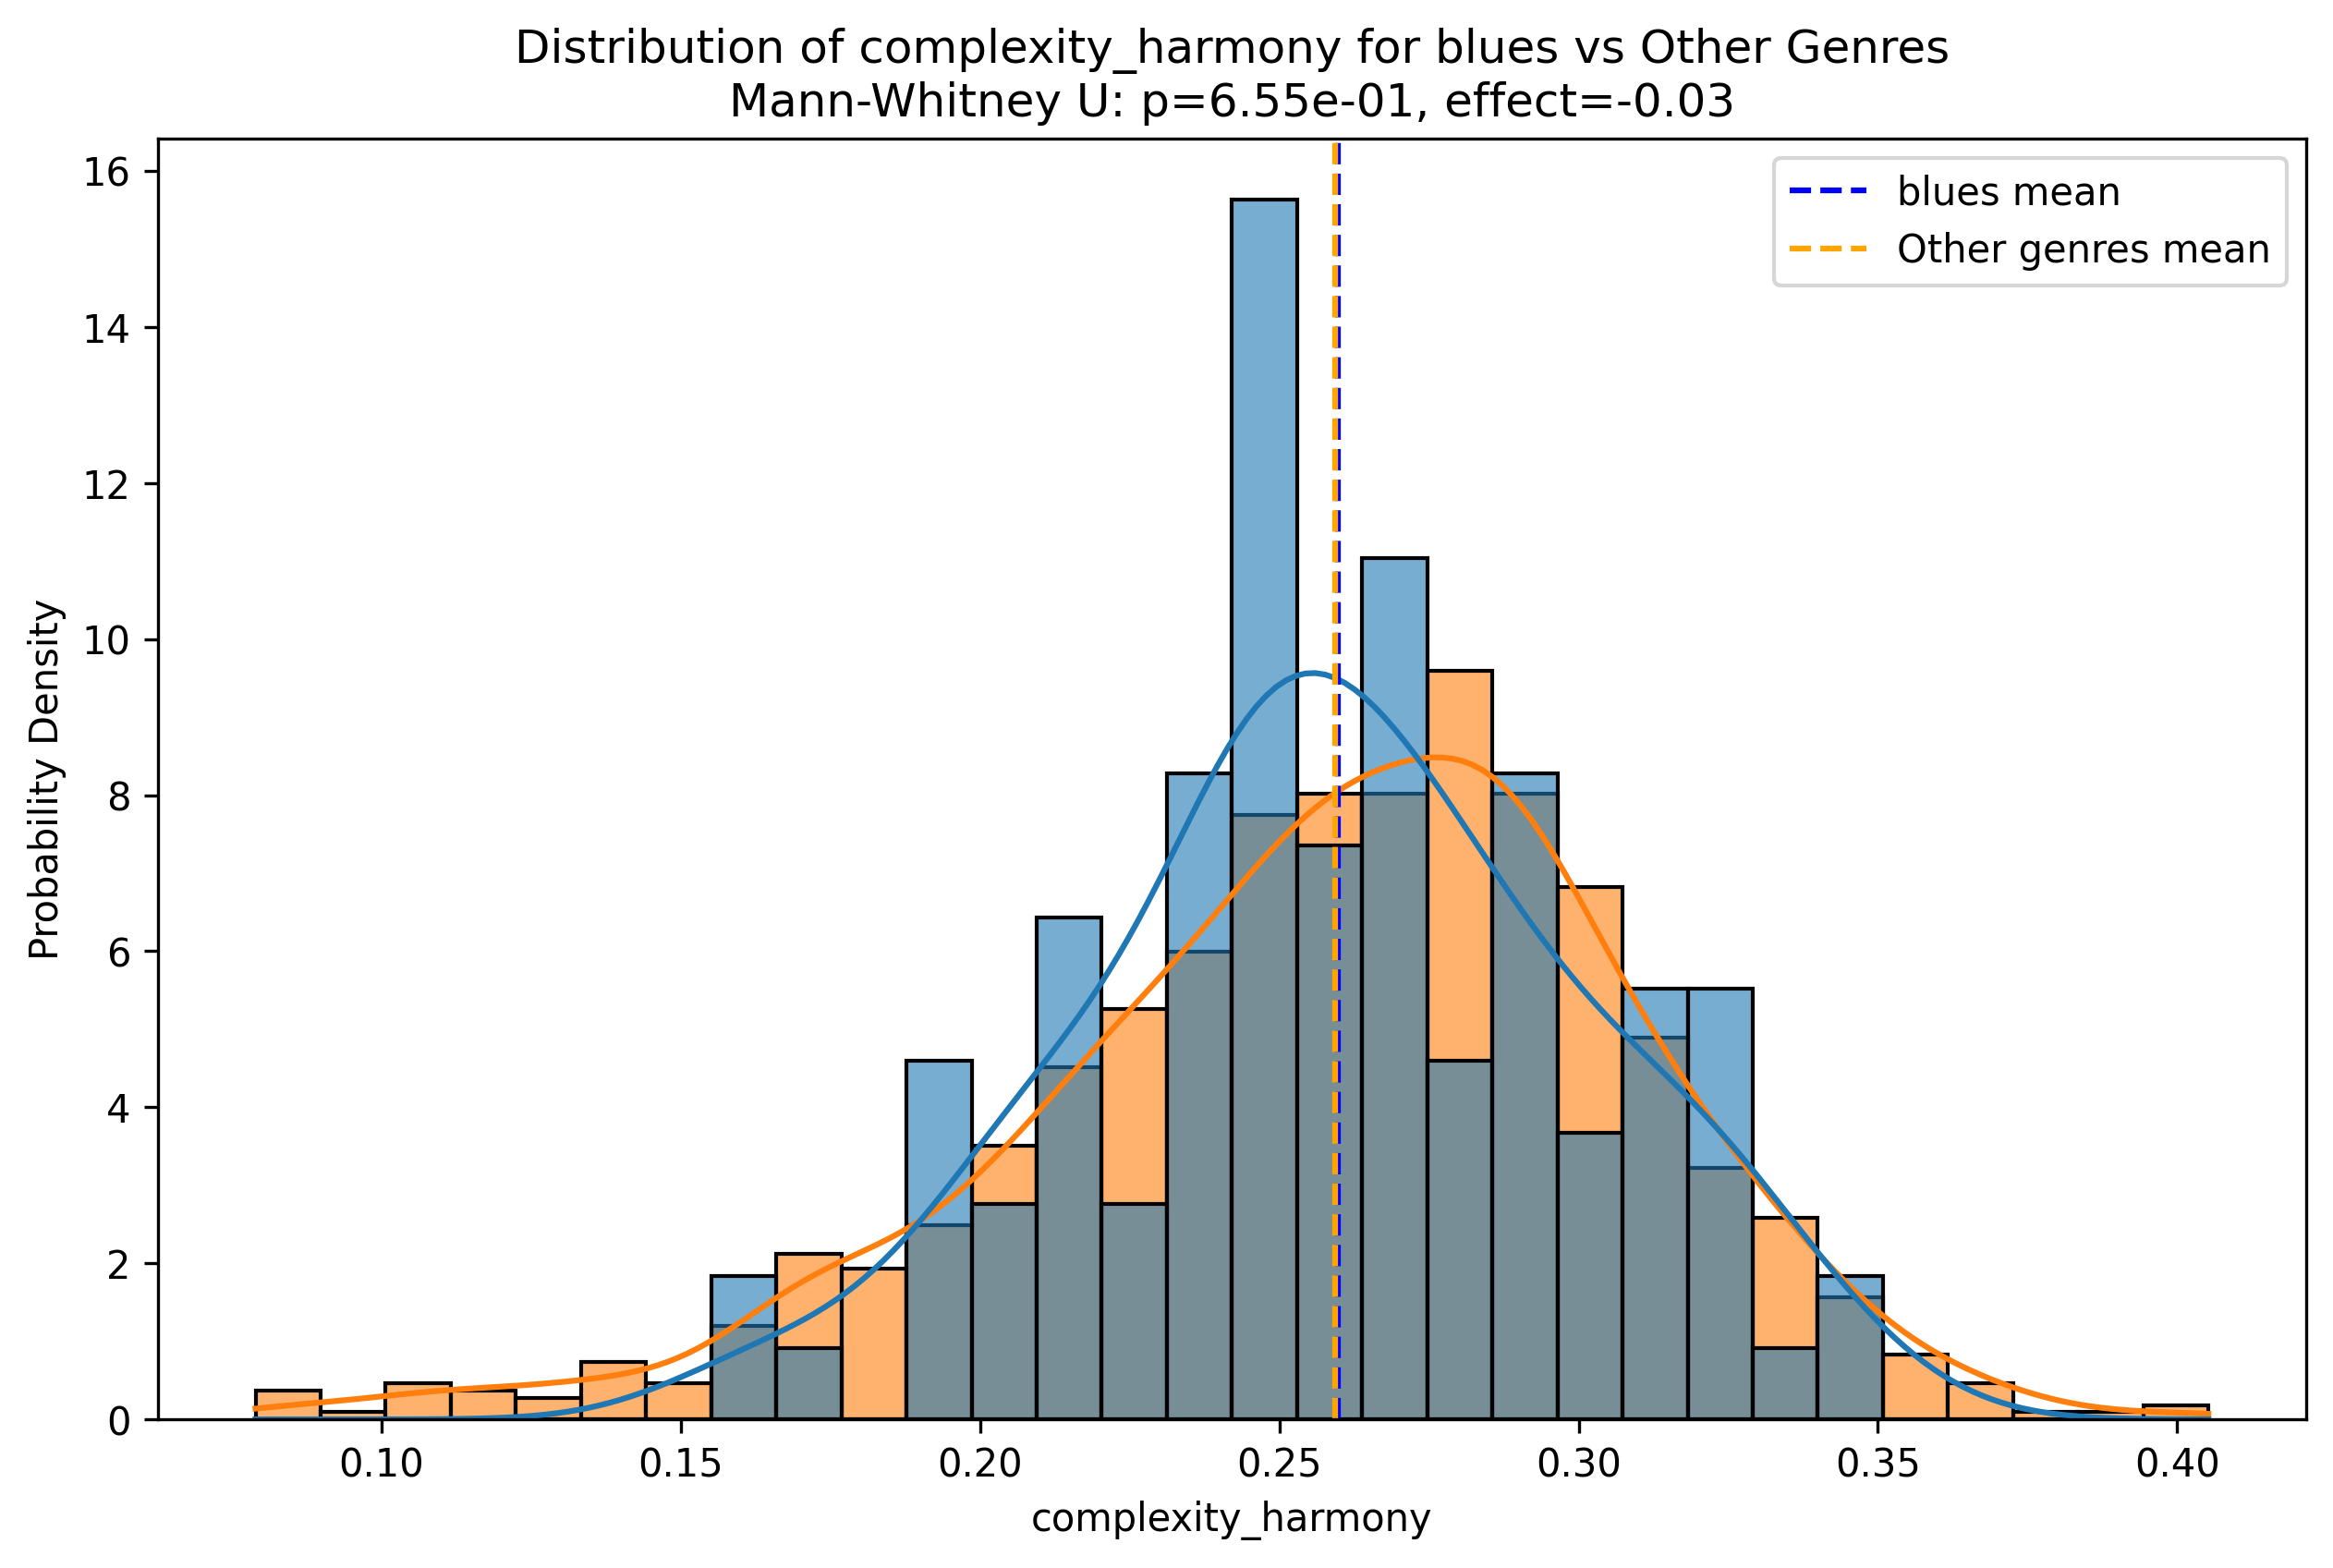 Distribution of complexity_harmony for blues vs Other Genres
Mann-Whitney U: p=6.55e-01, effect=-0.03
blues mean
Other genres mean
Probability Density
16
14
12
10
8
6
4
2
0
0.10 0.15 0.20 0.25 0.30 0.35 0.40
complexity_harmony